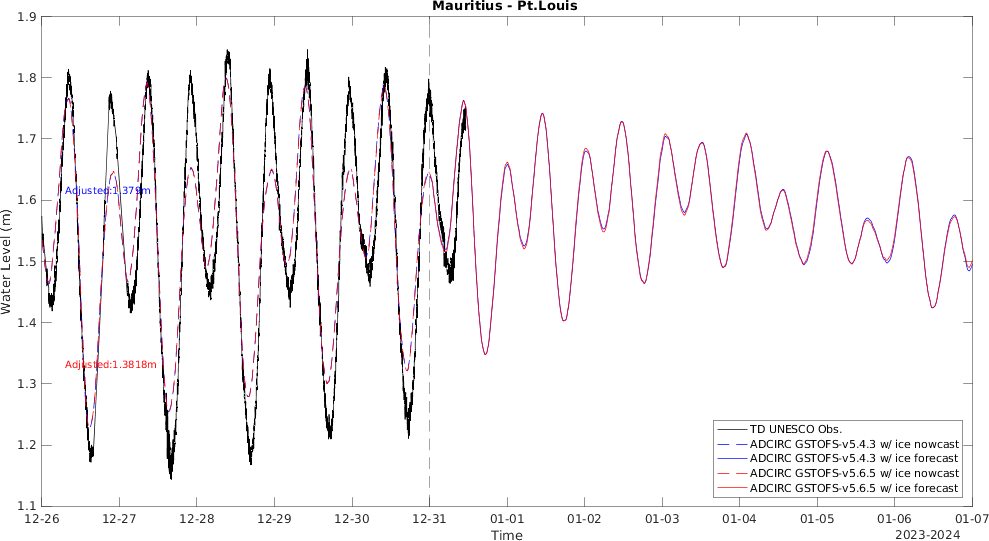 Mauritius - Pt.Louis
Water Level (m)
1.9
1.8
1.7
1.6
1.5
1.4
1.3
1.2
1.1
Adjusted:1.379m
Adjusted:1.3818m
TD UNESCO Obs.
ADCIRC GSTOFS-v5.4.3 w/ ice nowcast
ADCIRC GSTOFS-v5.4.3 w/ ice forecast
ADCIRC GSTOFS-v5.6.5 w/ ice nowcast
ADCIRC GSTOFS-v5.6.5 w/ ice forecast
12-26 12-27 12-28 12-29 12-30 12-31 01-01 01-02 01-03 01-04 01-05 01-06 01-07
Time
2023-2024